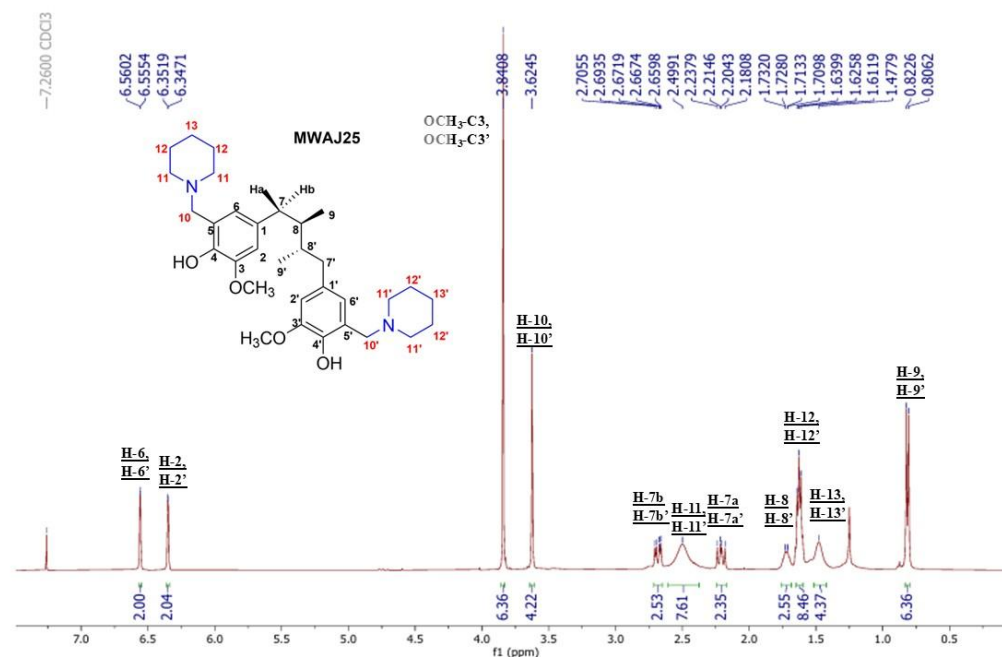 —7.2600 CDCl3
6.5602
6.5554
6.3519
6.3471
3.8408
—3.6245
2.7055
2.6935
2.6719
2.6674
2.6598
2.4991
2.2379
2.2146
2.2043
2.1808
1.7320
1.7280
1.7133
1.7098
1.6399
1.6258
1.6119
1.4779
0.8226
0.8062
MWAJ25
OCH₃-C3,
OCH₃-C3’
13
12 12
11 11
N
10
Ha Hb
7
9
6
5 1 8
4 2 8'
HO 3 9' 7'
OCH₃
1'
2' 6'
H₃CO 3' 5'
4' 10'
OH
N
11' 11'
12' 12'
13'
H-6,
H-6’
H-2,
H-2’
H-10,
H-10’
H-7b
H-7b’
H-11,
H-11’
H-7a
H-7a’
H-8
H-8’
H-12,
H-12’
H-13,
H-13’
H-9,
H-9’
2.00
2.04
6.36
4.22
2.53
7.61
2.35
2.55
8.46
4.37
6.36
7.0 6.5 6.0 5.5 5.0 4.5 4.0 3.5 3.0 2.5 2.0 1.5 1.0 0.5
f1 (ppm)